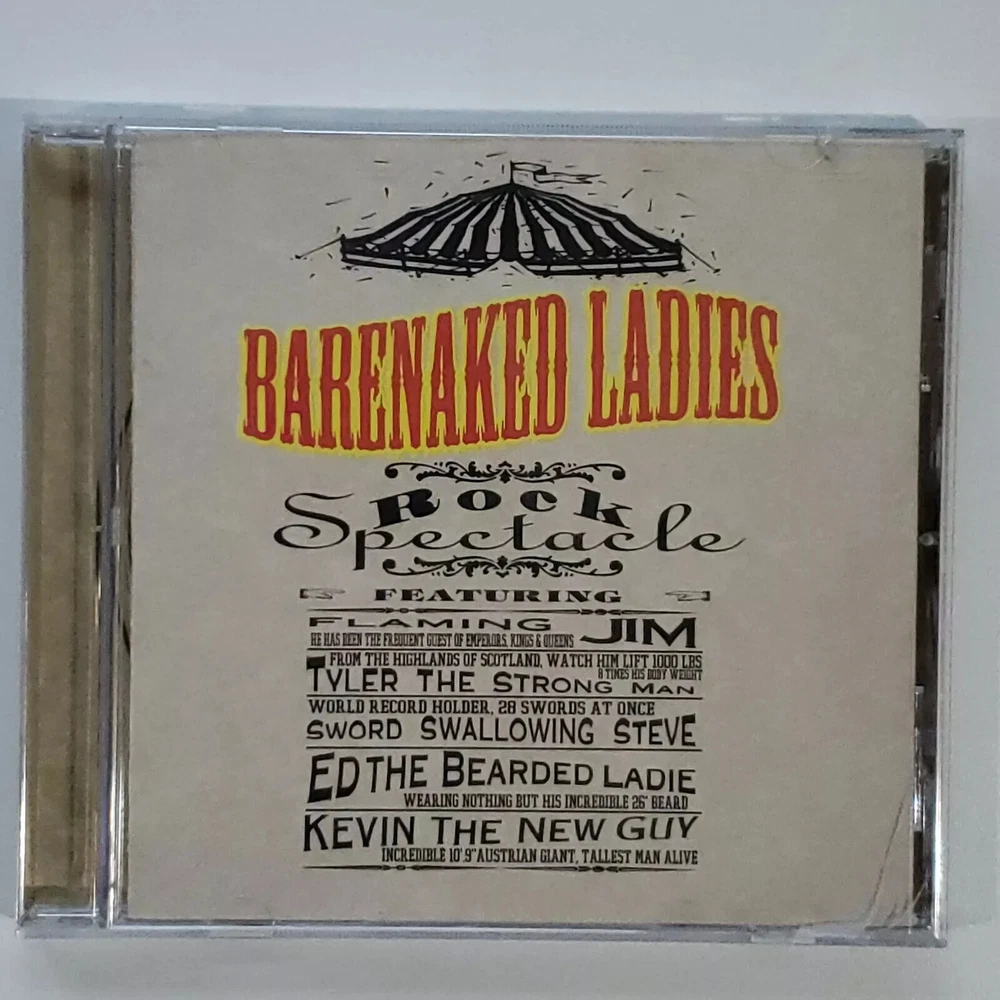 BARENAKED LADIES
Rock
Spectacle
FEATURING
FLAMING JIM
HE HAS BEEN THE FREQUENT GUEST OF EMPERORS, KINGS & QUEENS
FROM THE HIGHLANDS OF SCOTLAND, WATCH HIM LIFT 1000 LBS
8 TIMES HIS BODY WEIGHT
TYLER THE STRONG MAN
WORLD RECORD HOLDER, 28 SWORDS AT ONCE
SWORD SWALLOWING STEVE
ED THE BEARDED LADIE
WEARING NOTHING BUT HIS INCREDIBLE 26' BEARD
KEVIN THE NEW GUY
INCREDIBLE 10' 9" AUSTRIAN GIANT, TALLEST MAN ALIVE